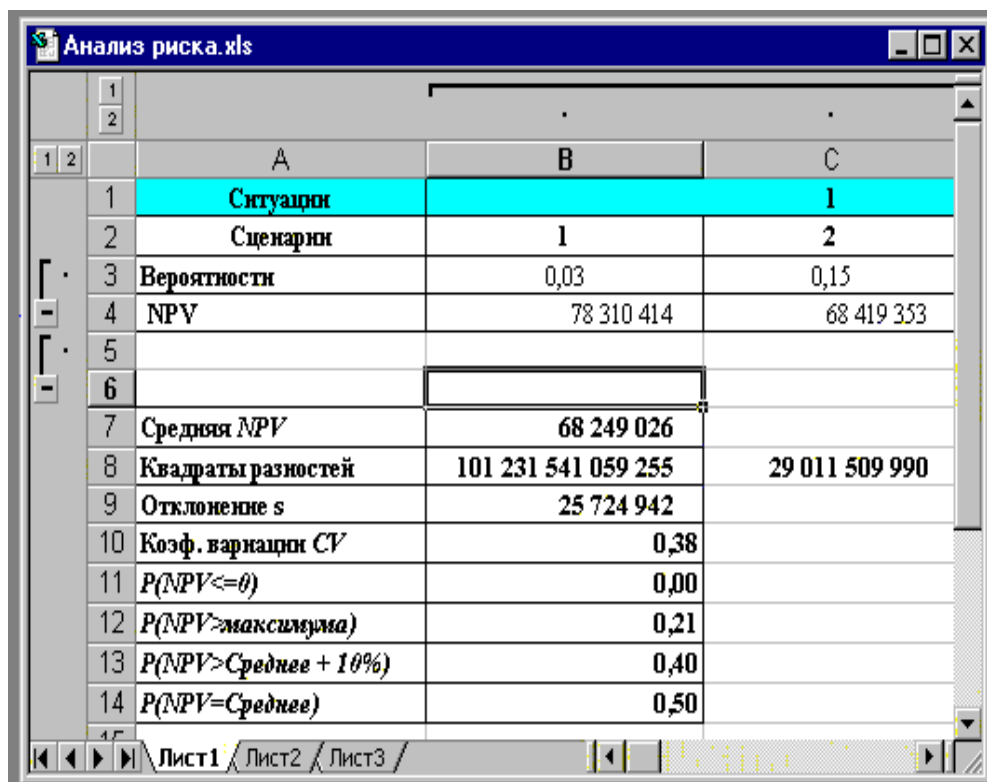 Анализ риска.xls
1
2
1 2 A B C
1 Ситуации 1
2 Сценарии 1 2
3 Вероятности 0,03 0,15
4 NPV 78 310 414 68 419 353
5
6
7 Средняя NPV 68 249 026
8 Квадраты разностей 101 231 541 059 255 29 011 509 990
9 Отклонение s 25 724 942
10 Коэф. вариации CV 0,38
11 P(NPV<=0) 0,00
12 P(NPV>максимума) 0,21
13 P(NPV>Среднее + 10%) 0,40
14 P(NPV=Среднее) 0,50
15
Лист1 Лист2 Лист3